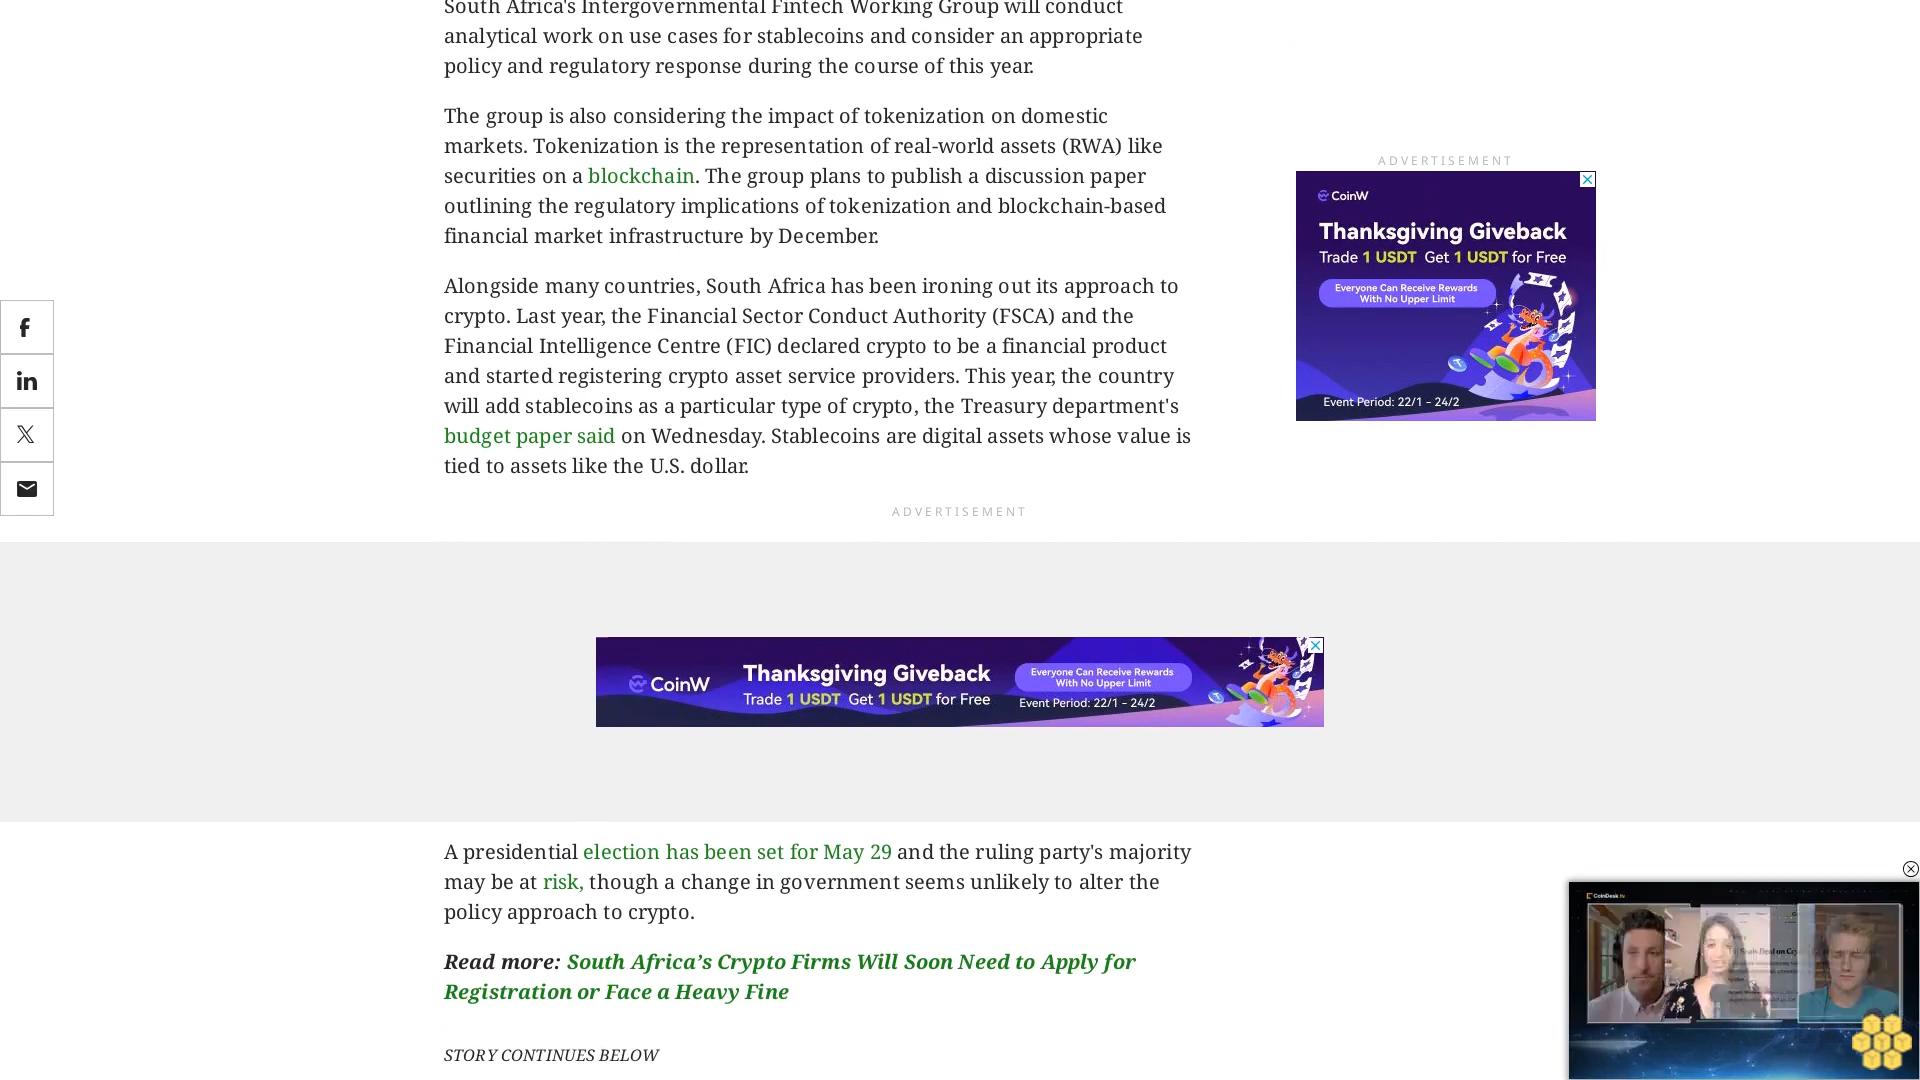 South Africa's Intergovernmental Fintech Working Group will conduct
analytical work on use cases for stablecoins and consider an appropriate
policy and regulatory response during the course of this year.
The group is also considering the impact of tokenization on domestic
markets. Tokenization is the representation of real-world assets (RWA) like
securities on a blockchain. The group plans to publish a discussion paper
outlining the regulatory implications of tokenization and blockchain-based
financial market infrastructure by December.
Alongside many countries, South Africa has been ironing out its approach to
crypto. Last year, the Financial Sector Conduct Authority (FSCA) and the
Financial Intelligence Centre (FIC) declared crypto to be a financial product
and started registering crypto asset service providers. This year, the country
will add stablecoins as a particular type of crypto, the Treasury department's
budget paper said on Wednesday. Stablecoins are digital assets whose value is
tied to assets like the U.S. dollar.
ADVERTISEMENT
CoinW
Thanksgiving Giveback
Trade 1 USDT Get 1 USDT for Free
Everyone Can Receive Rewards
With No Upper Limit
Event Period: 22/1 - 24/2
ADVERTISEMENT
CoinW
Thanksgiving Giveback
Trade 1 USDT Get 1 USDT for Free
Everyone Can Receive Rewards
With No Upper Limit
Event Period: 22/1 - 24/2
A presidential election has been set for May 29 and the ruling party's majority
may be at risk, though a change in government seems unlikely to alter the
policy approach to crypto.
Read more: South Africa’s Crypto Firms Will Soon Need to Apply for
Registration or Face a Heavy Fine
STORY CONTINUES BELOW
CoinDesk TV